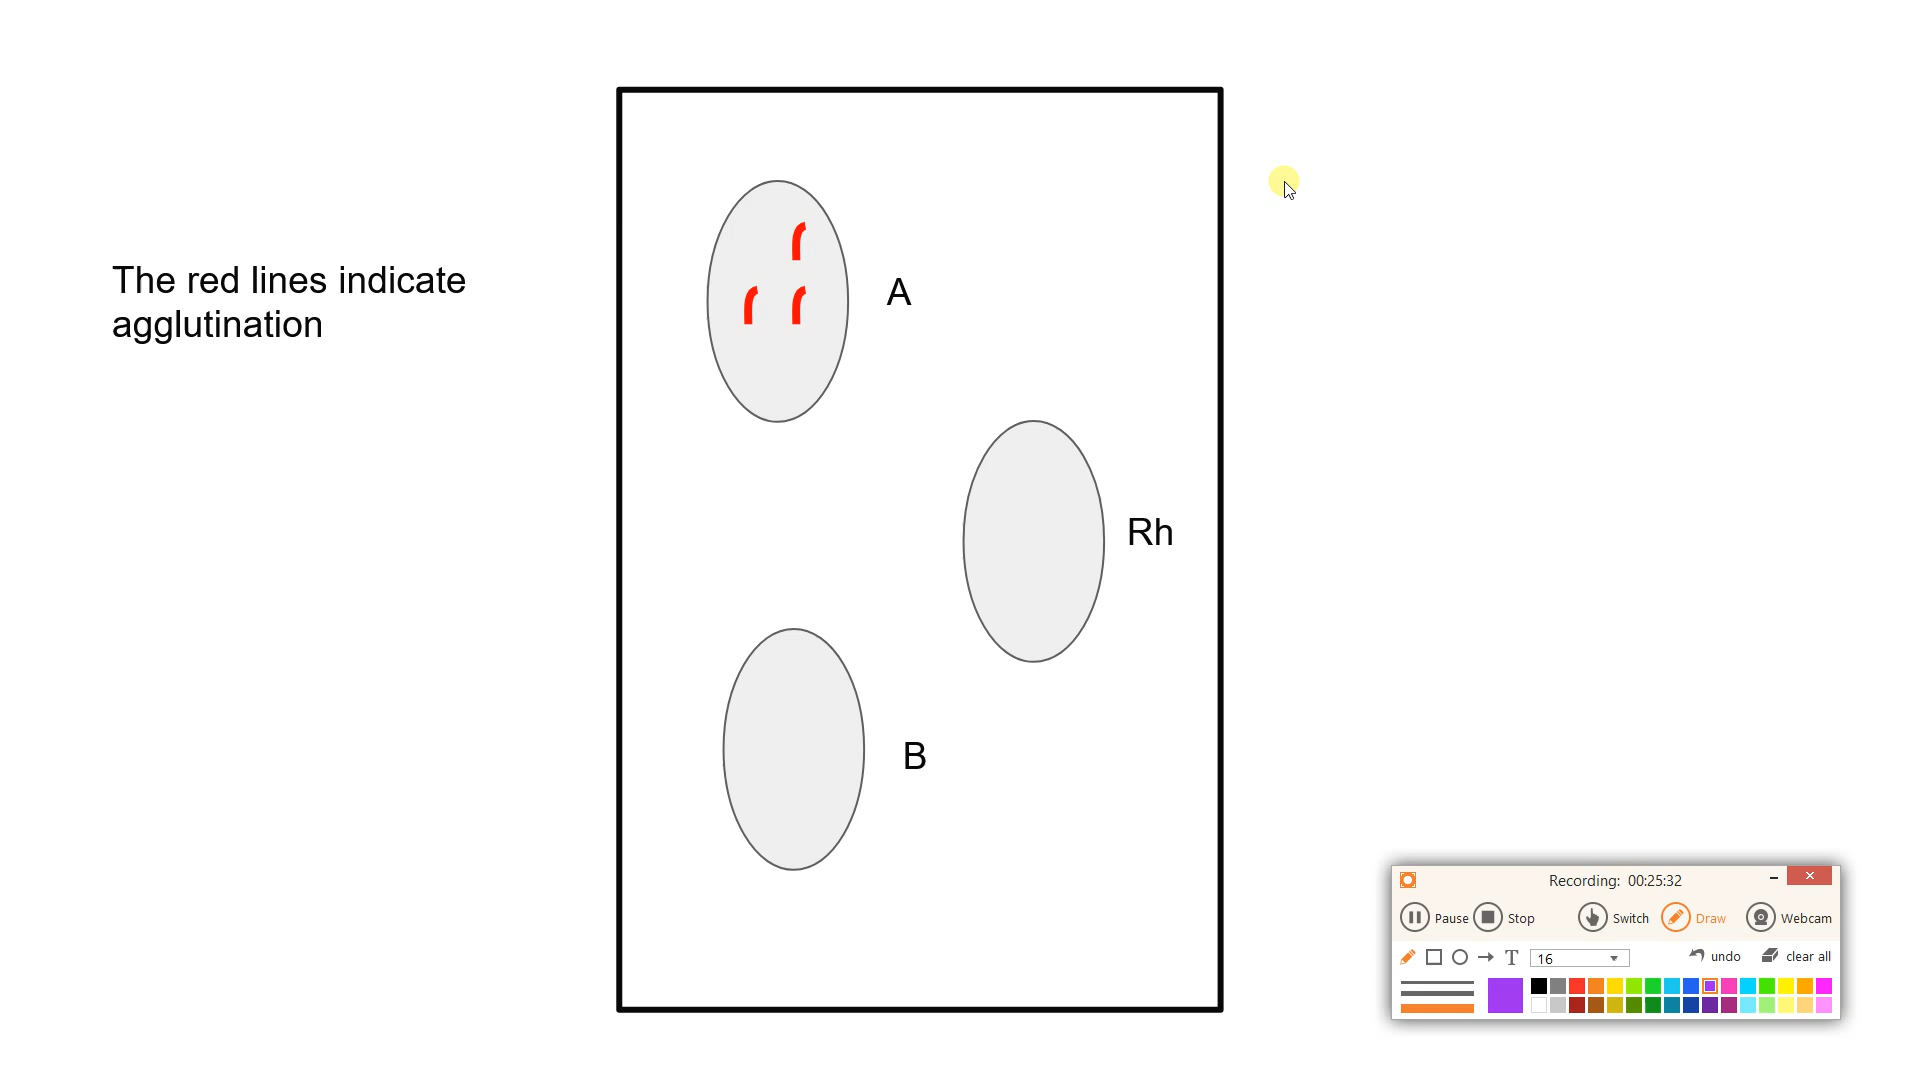 The red lines indicate
agglutination
A
Rh
B
Recording: 00:25:32
Pause Stop Switch Draw Webcam
T 16 undo clear all